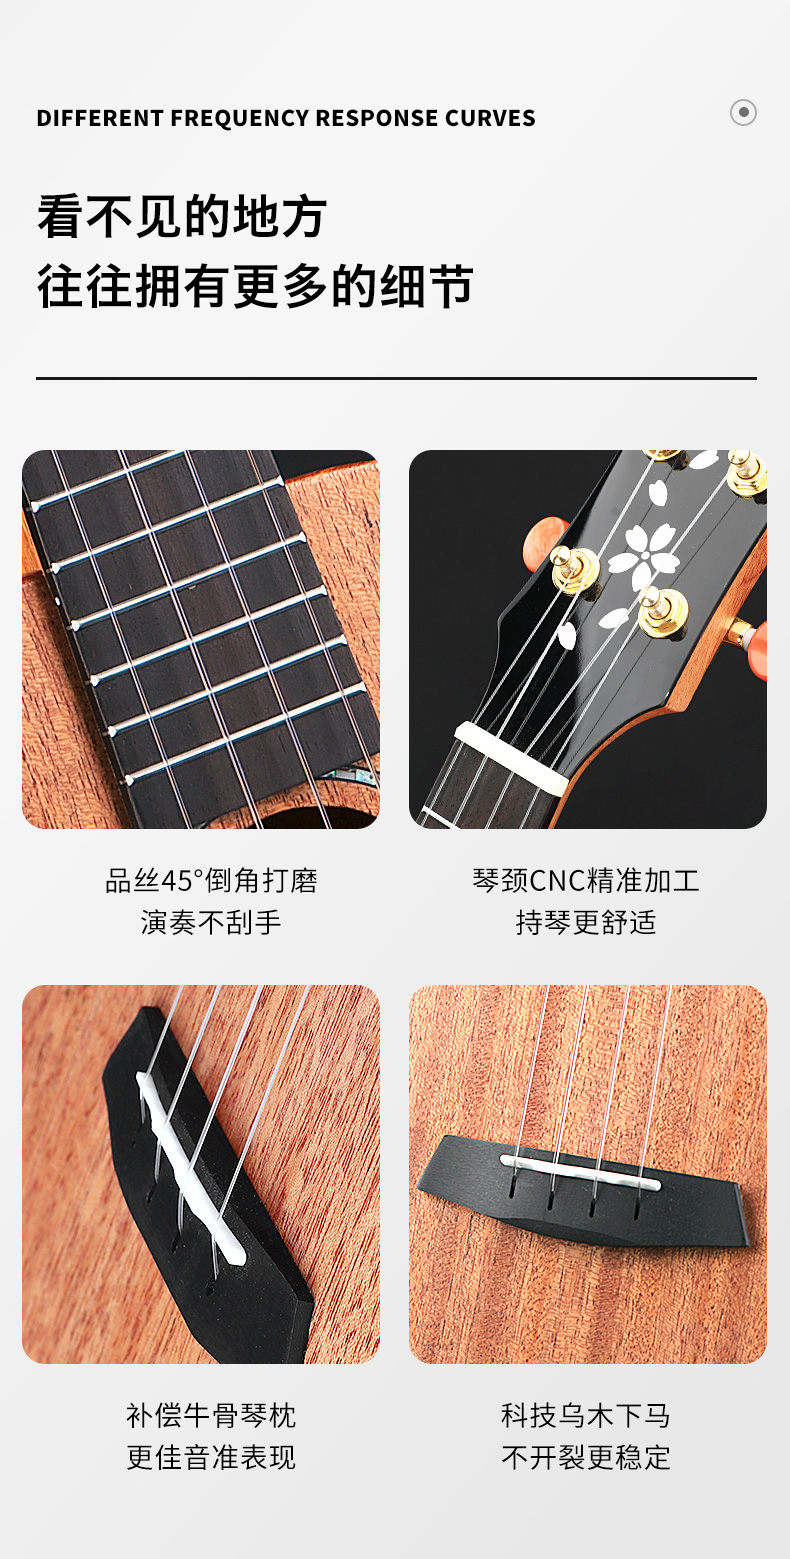 DIFFERENT FREQUENCY RESPONSE CURVES
看不见的地方
往往拥有更多的细节
品丝45°倒角打磨
演奏不刮手
琴颈CNC精准加工
持琴更舒适
补偿牛骨琴枕
更佳音准表现
科技乌木下马
不开裂更稳定